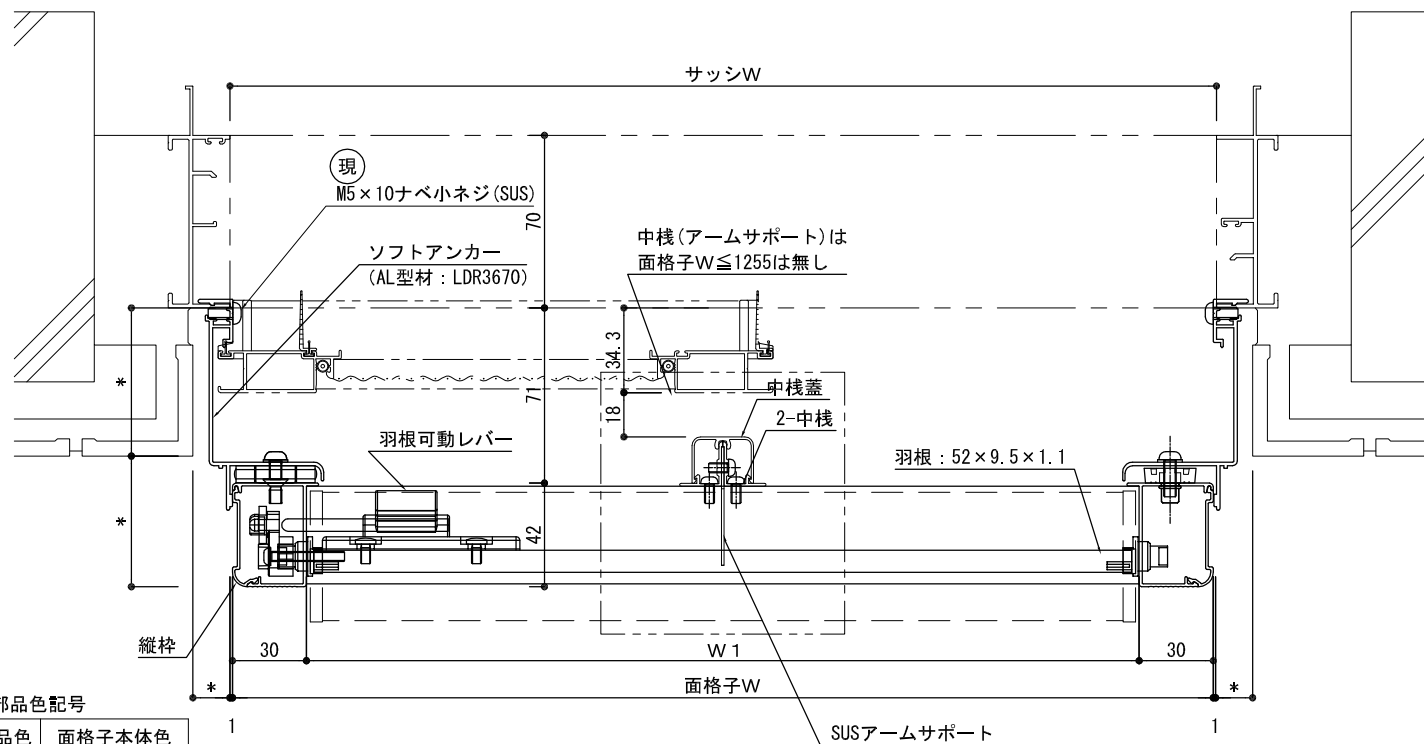 サッシW
現
M5×10ナベ小ネジ(SUS)
70
ソフトアンカー
(AL型材：LDR3670)
中桟(アームサポート)は
面格子W≦1255は無し
34.3
*
71
18
中桟蓋
2-中桟
羽根可動レバー
羽根：52×9.5×1.1
*
42
縦枠
30
W1
30
*
面格子W
*
部品色記号
1
1
品色
面格子本体色
SUSアームサポート